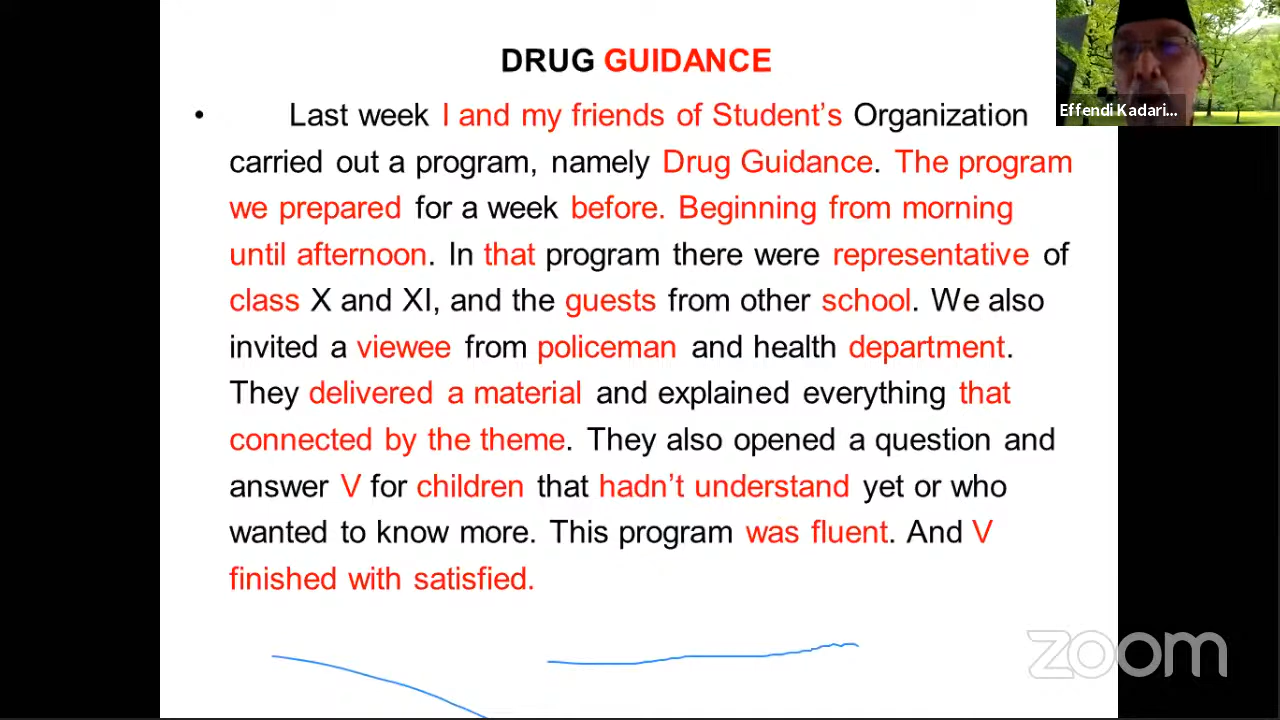 DRUG GUIDANCE
Effendi Kadari...
• Last week I and my friends of Student’s Organization
carried out a program, namely Drug Guidance. The program
we prepared for a week before. Beginning from morning
until afternoon. In that program there were representative of
class X and XI, and the guests from other school. We also
invited a viewee from policeman and health department.
They delivered a material and explained everything that
connected by the theme. They also opened a question and
answer V for children that hadn’t understand yet or who
wanted to know more. This program was fluent. And V
finished with satisfied.
zoom